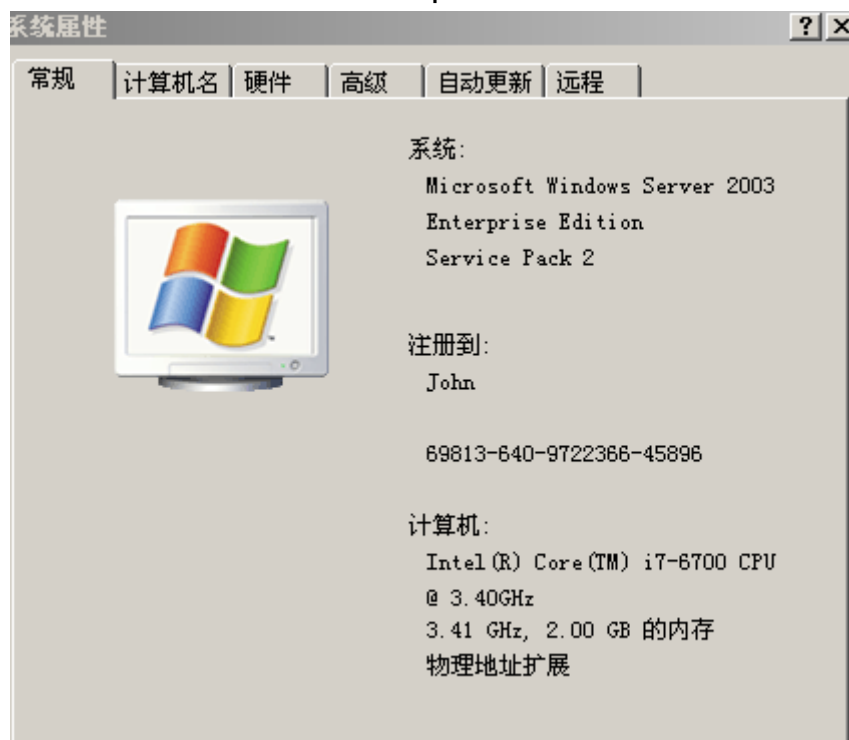 系统属性
常规 计算机名 硬件 高级 自动更新 远程
系统:
Microsoft Windows Server 2003
Enterprise Edition
Service Pack 2
注册到:
John
69813-640-9722366-45896
计算机:
Intel(R) Core(TM) i7-6700 CPU
@ 3.40GHz
3.41 GHz, 2.00 GB 的内存
物理地址扩展